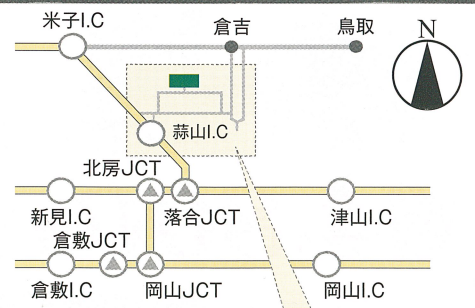 米子I.C
倉吉
鳥取
N
蒜山I.C
北房JCT
新見I.C
落合JCT
津山I.C
倉敷JCT
倉敷I.C
岡山JCT
岡山I.C